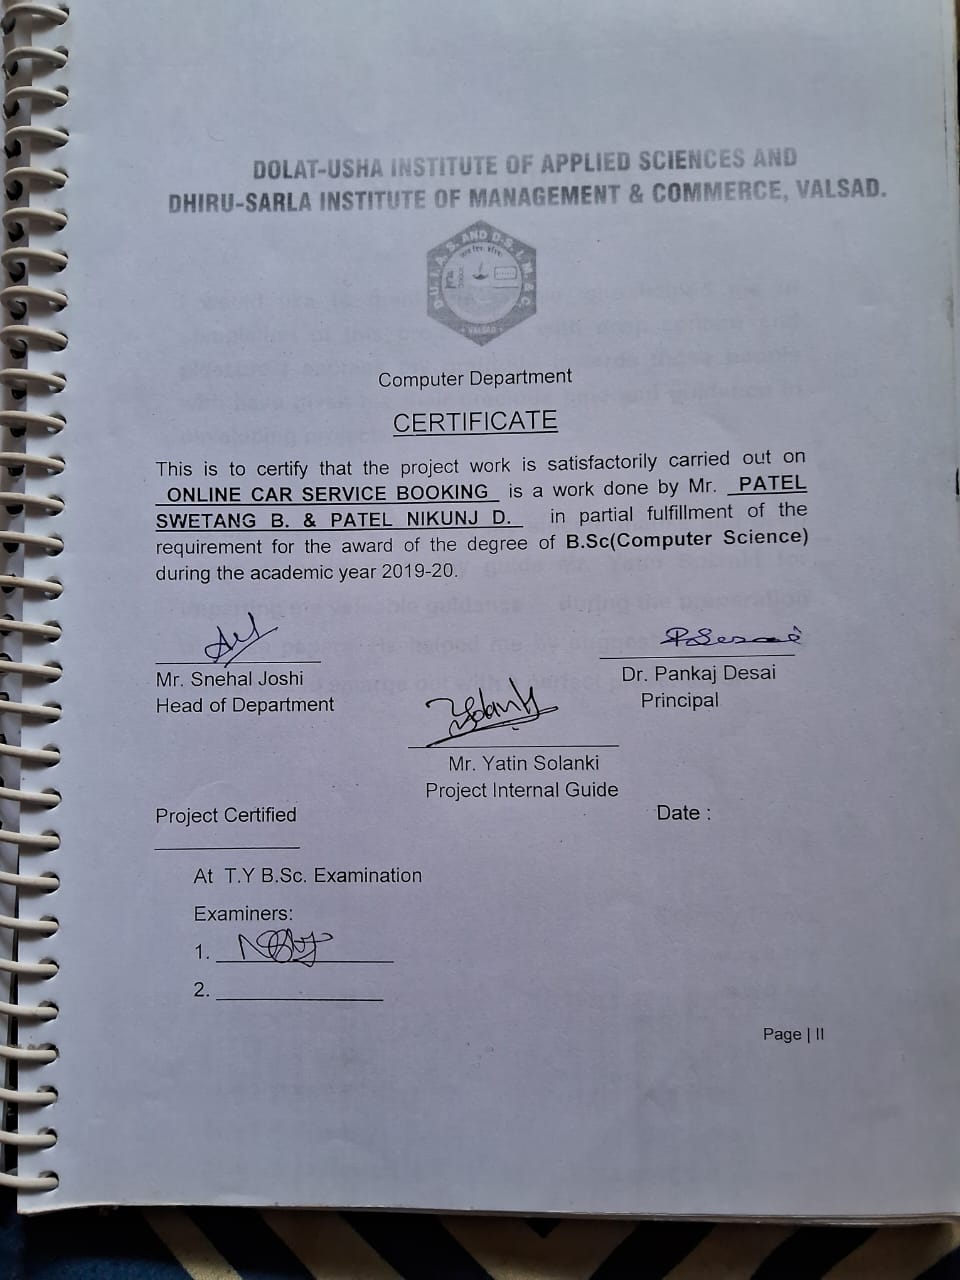 DOLAT-USHA INSTITUTE OF APPLIED SCIENCES AND
DHIRU-SARLA INSTITUTE OF MANAGEMENT & COMMERCE, VALSAD.
D.U.I.A.S. AND D.S.I.M.&C.
VALSAD
Computer Department
CERTIFICATE
This is to certify that the project work is satisfactorily carried out on
ONLINE CAR SERVICE BOOKING is a work done by Mr. PATEL
SWETANG B. & PATEL NIKUNJ D. in partial fulfillment of the
requirement for the award of the degree of B.Sc(Computer Science)
during the academic year 2019-20.
Mr. Snehal Joshi
Head of Department
Dr. Pankaj Desai
Principal
Mr. Yatin Solanki
Project Internal Guide
Project Certified
Date :
At T.Y B.Sc. Examination
Examiners:
1.
2.
Page | II